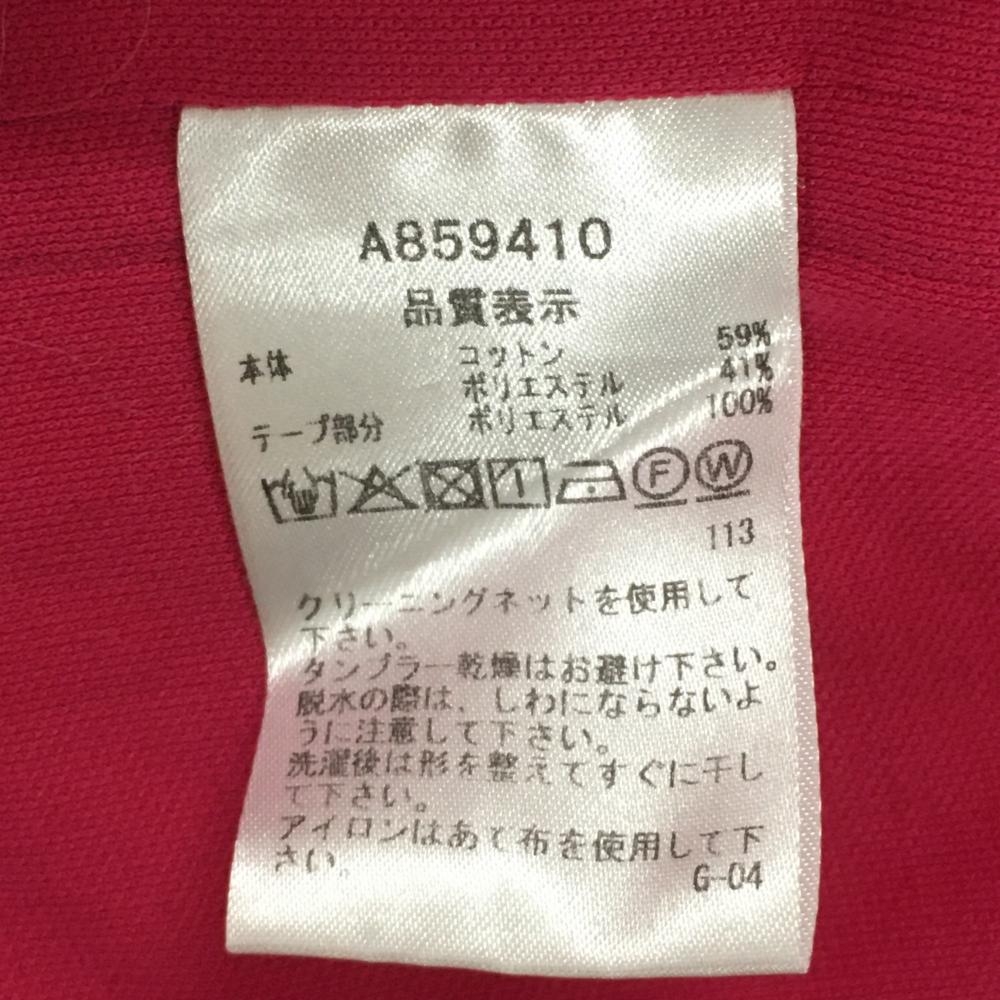 A859410
品質表示
本体 コットン 59%
ポリエステル 41%
テープ部分 ポリエステル 100%
F W
113
クリーニングネットを使用して
下さい。
タンブラー乾燥はお避け下さい。
脱水の際は、しわにならないよ
うに注意して下さい。
洗濯後は形を整えてすぐに干し
て下さい。
アイロンはあて布を使用して下
さい。
G-04